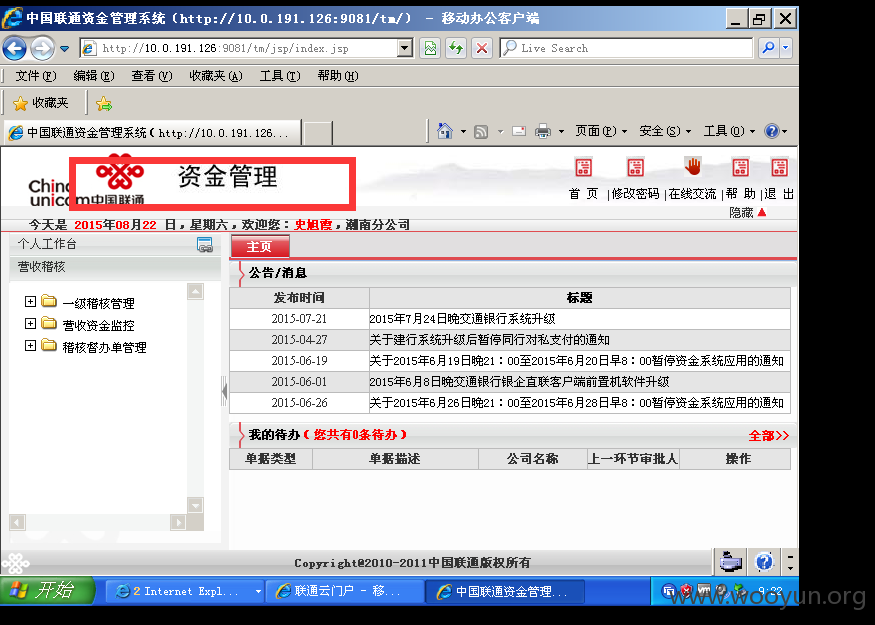 中国联通资金管理系统（http://10.0.191.126:9081/tm/） - 移动办公客户端
http://10.0.191.126:9081/tm/jsp/index.jsp
Live Search
文件(F) 编辑(E) 查看(V) 收藏夹(A) 工具(T) 帮助(H)
收藏夹
中国联通资金管理系统(http://10.0.191.126...
页面(P) 安全(S) 工具(O)
China unicom中国联通
资金管理
首 页 |修改密码 |在线交流 |帮 助 |退 出
隐藏
今天是 2015年08月22 日，星期六，欢迎您：史旭霞，湖南分公司
个人工作台
营收稽核
一级稽核管理
营收资金监控
稽核督办单管理
主页
公告/消息
发布时间 标题
2015-07-21 2015年7月24日晚交通银行系统升级
2015-04-27 关于建行系统升级后暂停同行对私支付的通知
2015-06-19 关于2015年6月19日晚21：00至2015年6月20日早8：00暂停资金系统应用的通知
2015-06-01 2015年6月8日晚交通银行银企直联客户端前置机软件升级
2015-06-26 关于2015年6月26日晚21：00至2015年6月28日早8：00暂停资金系统应用的通知
我的待办（您共有0条待办） 全部>>
单据类型 单据描述 公司名称 上一环节审批人 操作
Copyright@2010-2011中国联通版权所有
开始 2 Internet Expl... 联通云门户 - 移... 中国联通资金管理... 9:22
www.wooyun.org